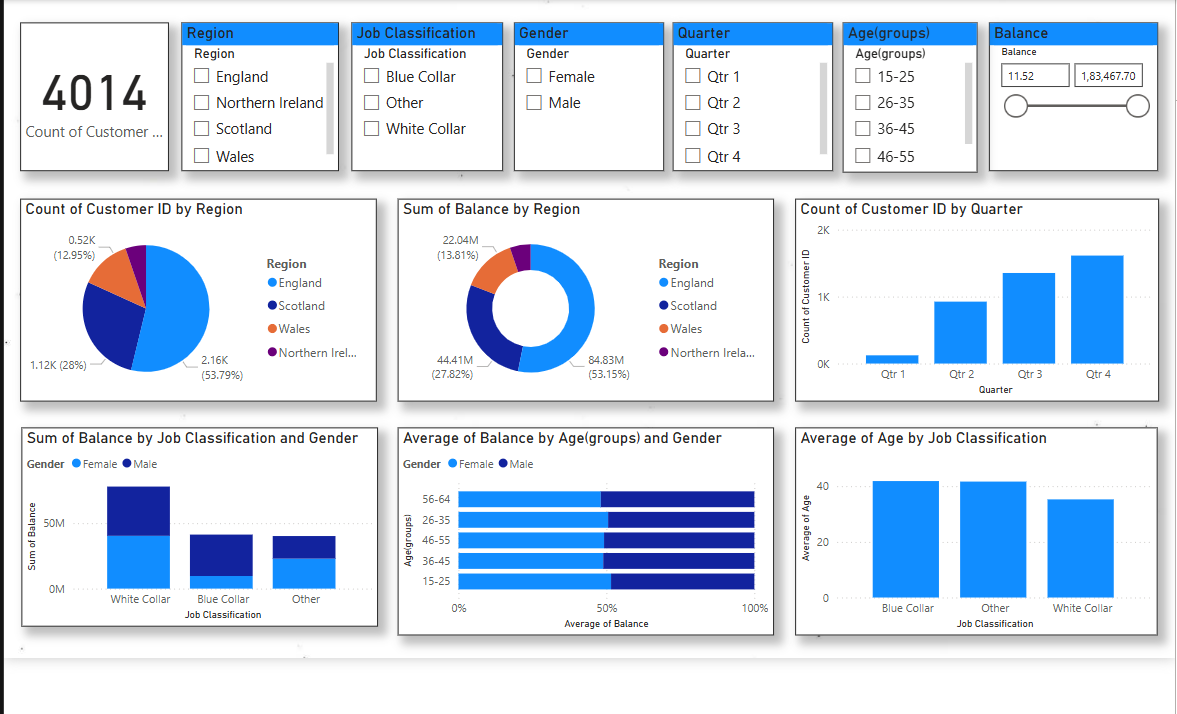 4014
Count of Customer ...
Region
Region
England
Northern Ireland
Scotland
Wales
Job Classification
Job Classification
Blue Collar
Other
White Collar
Gender
Gender
Female
Male
Quarter
Quarter
Qtr 1
Qtr 2
Qtr 3
Qtr 4
Age(groups)
Age(groups)
15-25
26-35
36-45
46-55
Balance
Balance
11.52
1,83,467.70
Count of Customer ID by Region
0.52K
(12.95%)
1.12K (28%)
2.16K
(53.79%)
Region
England
Scotland
Wales
Northern Irel...
Sum of Balance by Region
22.04M
(13.81%)
44.41M
(27.82%)
84.83M
(53.15%)
Region
England
Scotland
Wales
Northern Irela...
Count of Customer ID by Quarter
Count of Customer ID
2K
1K
0K
Qtr 1
Qtr 2
Qtr 3
Qtr 4
Quarter
Sum of Balance by Job Classification and Gender
Gender Female Male
Sum of Balance
50M
0M
White Collar
Blue Collar
Other
Job Classification
Average of Balance by Age(groups) and Gender
Gender Female Male
Age(groups)
56-64
26-35
46-55
36-45
15-25
0%
50%
100%
Average of Balance
Average of Age by Job Classification
Average of Age
40
20
0
Blue Collar
Other
White Collar
Job Classification